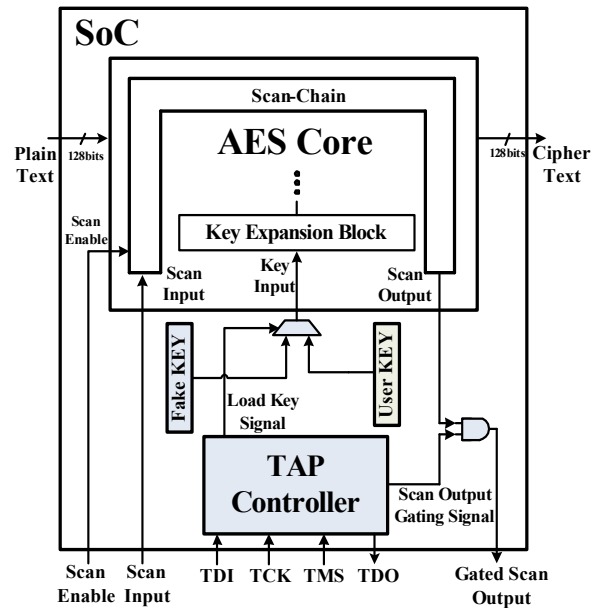 SoC
Scan-Chain
AES Core
Plain
Text
128bits
128bits
Cipher
Text
Scan
Enable
Key Expansion Block
Scan
Input
Key
Input
Scan
Output
Fake KEY
User KEY
Load Key
Signal
TAP
Controller
Scan Output
Gating Signal
Scan
Enable
Scan
Input
TDI
TCK
TMS
TDO
Gated Scan
Output